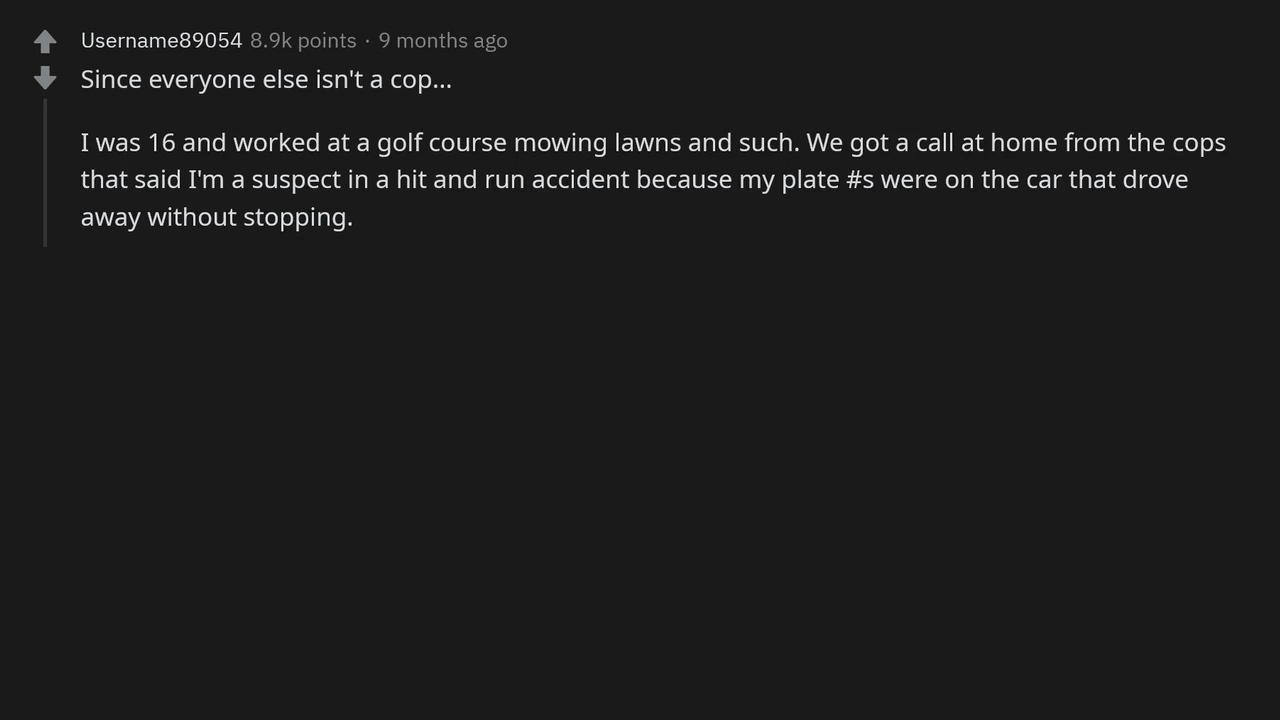 Username89054 8.9k points · 9 months ago
Since everyone else isn't a cop...
I was 16 and worked at a golf course mowing lawns and such. We got a call at home from the cops
that said I'm a suspect in a hit and run accident because my plate #s were on the car that drove
away without stopping.